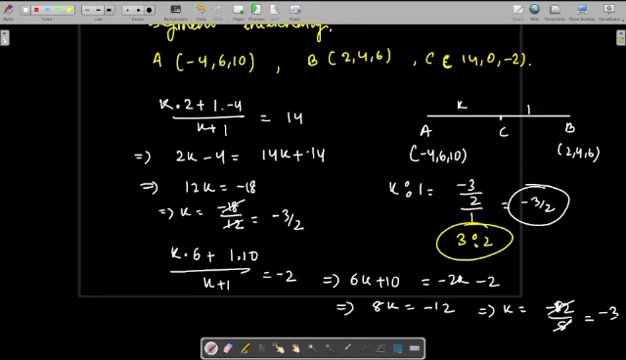 A (-4,6,10) , B (2,4,6) , C (14,0,-2).
k·2+1·-4 / k+1 = 14
=) 2k-4 = 14k+14
=) 12k = -18
=) k = -18/12 = -3/2
k·6+1·10 / k+1 = -2
=) 6k+10 = -2k-2
=) 8k = -12 =) k = -12/8 = -3
k 1
A C B
(-4,6,10) (2,4,6)
k:1 = -3/2/1 = -3/2
3:2